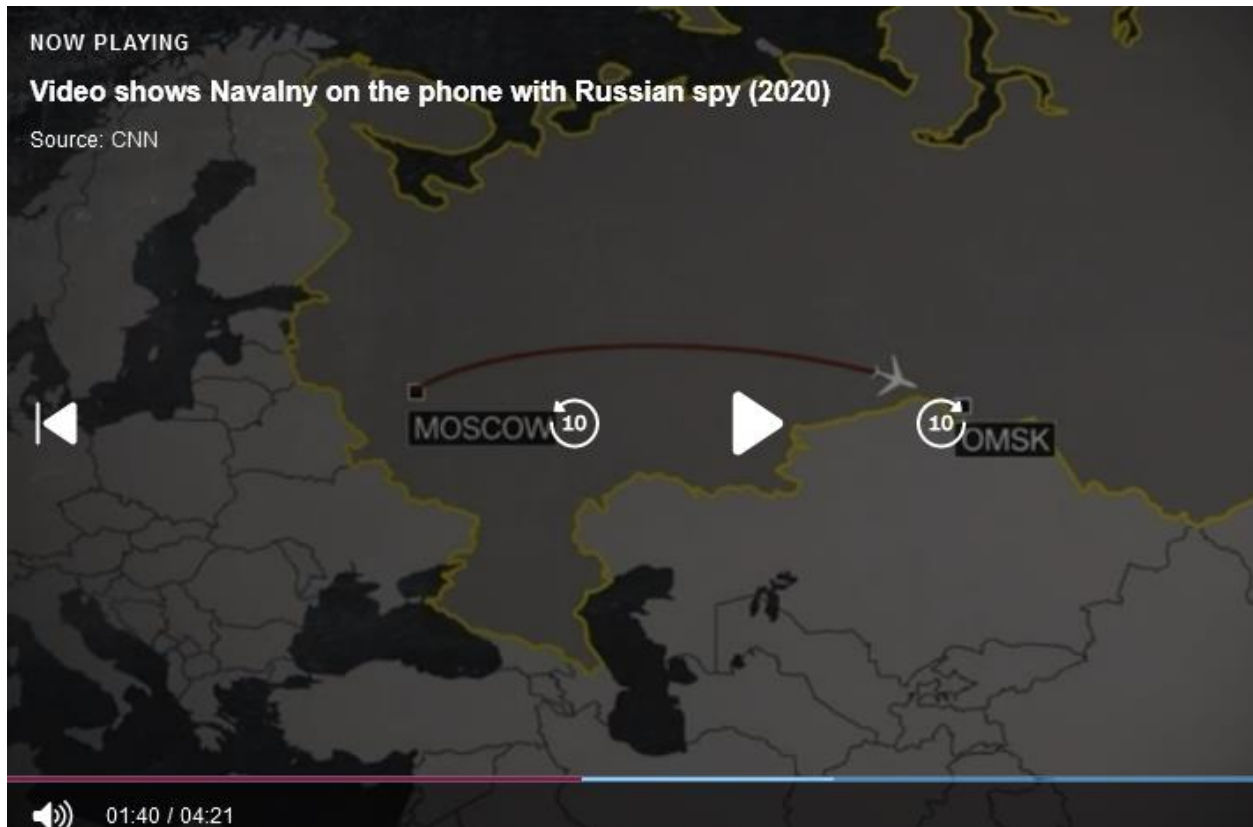 NOW PLAYING
Video shows Navalny on the phone with Russian spy (2020)
Source: CNN
MOSCOW
10
10
OMSK
01:40 / 04:21